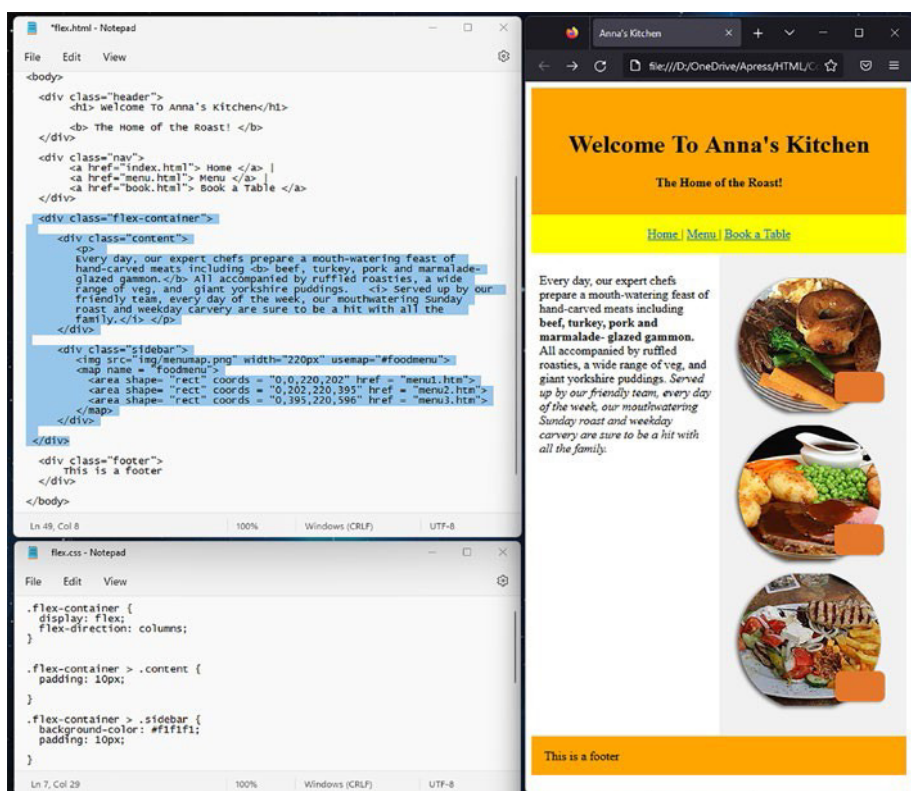 *flex.html - Notepad
File Edit View
<body>
<div class="header">
<h1> Welcome To Anna's Kitchen</h1>
<b> The Home of the Roast! </b>
</div>
<div class="nav">
<a href="index.html"> Home </a> |
<a href="menu.html"> Menu </a> |
<a href="book.html"> Book a Table </a>
</div>
<div class="flex-container">
<div class="content">
<p>
Every day, our expert chefs prepare a mouth-watering feast of
hand-carved meats including <b> beef, turkey, pork and marmalade-
glazed gammon.</b> All accompanied by ruffled roasties, a wide
range of veg, and giant yorkshire puddings. <i> Served up by our
friendly team, every day of the week, our mouthwatering Sunday
roast and weekday carvery are sure to be a hit with all the
family.</i> </p>
</div>
<div class="sidebar">
<img src="img/menumap.png" width="220px" usemap="#foodmenu">
<map name = "foodmenu">
<area shape= "rect" coords = "0,0,220,202" href = "menu1.htm">
<area shape= "rect" coords = "0,202,220,395" href = "menu2.htm">
<area shape= "rect" coords = "0,395,220,596" href = "menu3.htm">
</map>
</div>
</div>
<div class="footer">
This is a footer
</div>
</body>
Ln 49, Col 8 100% Windows (CRLF) UTF-8
flex.css - Notepad
File Edit View
.flex-container {
display: flex;
flex-direction: columns;
}
.flex-container > .content {
padding: 10px;
}
.flex-container > .sidebar {
background-color: #f1f1f1;
padding: 10px;
}
Ln 7, Col 29 100% Windows (CRLF) UTF-8
Anna's Kitchen
file:///D:/OneDrive/Apress/HTML/
Welcome To Anna's Kitchen
The Home of the Roast!
Home | Menu | Book a Table
Every day, our expert chefs
prepare a mouth-watering feast of
hand-carved meats including
beef, turkey, pork and
marmalade- glazed gammon.
All accompanied by ruffled
roasties, a wide range of veg, and
giant yorkshire puddings. Served
up by our friendly team, every day
of the week, our mouthwatering
Sunday roast and weekday
carvery are sure to be a hit with
all the family.
This is a footer